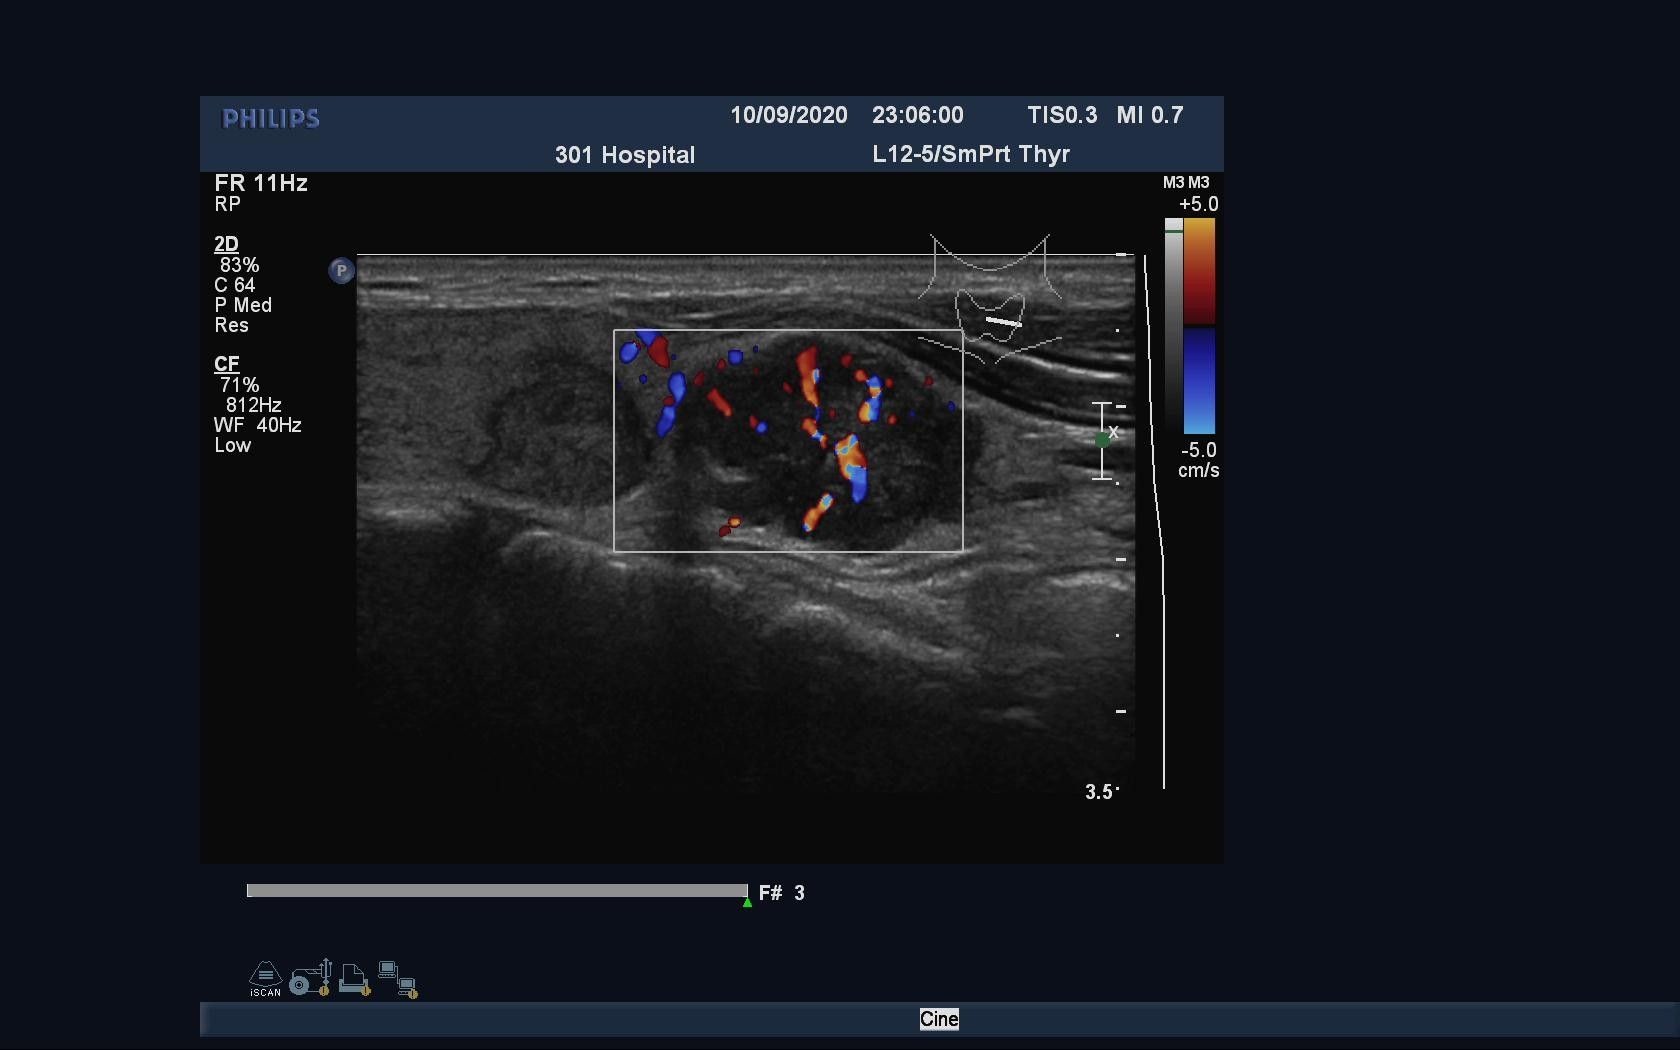 PHILIPS
10/09/2020 23:06:00 TIS0.3 MI 0.7
301 Hospital L12-5/SmPrt Thyr
FR 11Hz
RP
2D
83%
C 64
P Med
Res
CF
71%
812Hz
WF 40Hz
Low
P
M3 M3
+5.0
x
-5.0
cm/s
3.5
F# 3
iSCAN
Cine